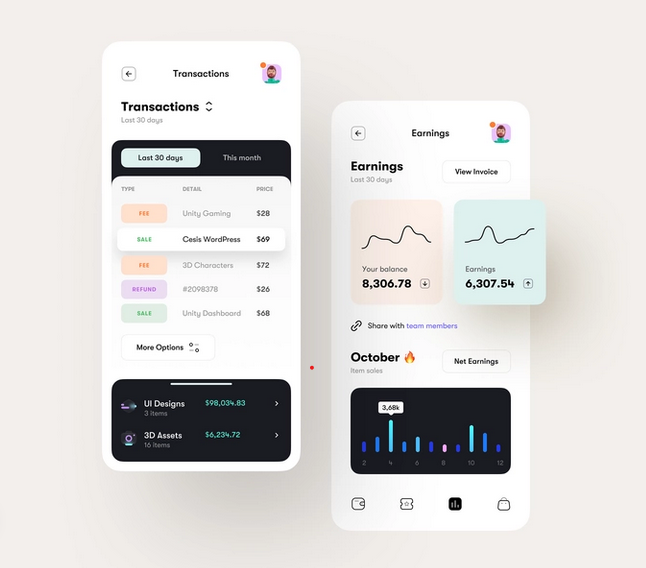 Transactions
Transactions
Last 30 days
Last 30 days
This month
TYPE DETAIL PRICE
FEE Unity Gaming $28
SALE Cesis WordPress $69
FEE 3D Characters $72
REFUND #209B378 $26
SALE Unity Dashboard $68
More Options
UI Designs $98,034.83
3 items
3D Assets $6,234.72
16 items
Earnings
Earnings
Last 30 days
View Invoice
Your balance
8,306.78
Earnings
6,307.54
Share with team members
October 🔥
Item sales
Net Earnings
3,68k
2 4 6 8 10 12